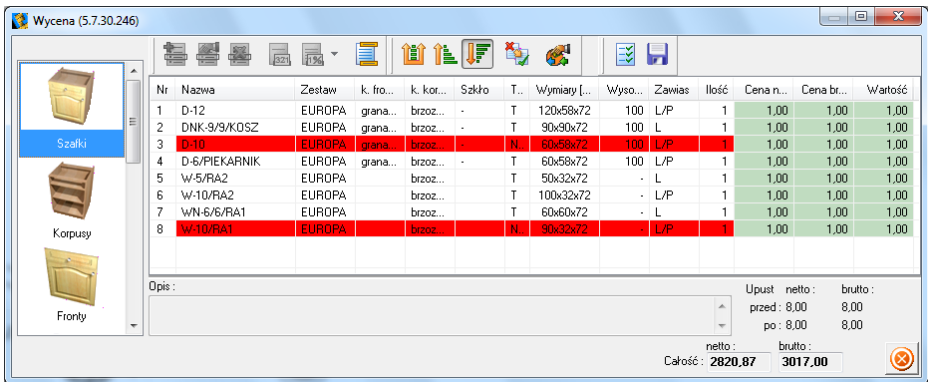 Wycena (5.7.30.246)
321 1%
Nr Nazwa Zestaw k. fro... k. kor... Szkło T.. Wymiary [... Wyso... Zawias Ilość Cena n... Cena br... Wartość
1 D-12 EUROPA grana... brzoz... - T 120x58x72 100 L/P 1 1,00 1,00 1,00
2 DNK-9/9/KOSZ EUROPA grana... brzoz... - T 90x90x72 100 L 1 1,00 1,00 1,00
3 D-10 EUROPA grana... brzoz... - N.. 60x58x72 100 L/P 1 1,00 1,00 1,00
4 D-6/PIEKARNIK EUROPA grana... brzoz... - T 60x58x72 100 L/P 1 1,00 1,00 1,00
5 W-5/RA2 EUROPA brzoz... T 50x32x72 - L 1 1,00 1,00 1,00
6 W-10/RA2 EUROPA brzoz... T 100x32x72 - L/P 1 1,00 1,00 1,00
7 WN-6/6/RA1 EUROPA brzoz... T 60x60x72 - L 1 1,00 1,00 1,00
8 W-10/RA1 EUROPA brzoz... N.. 90x32x72 - L/P 1 1,00 1,00 1,00
Szafki
Korpusy
Fronty
Opis :
Upust netto : brutto :
przed : 8,00 8,00
po : 8,00 8,00
netto : brutto :
Całość : 2820,87 3017,00